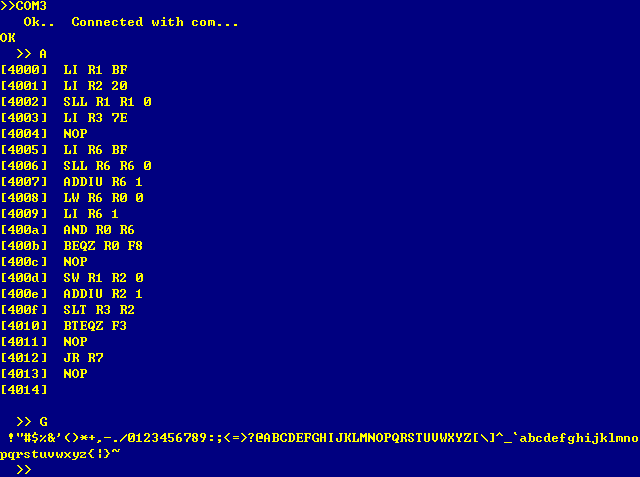 >>COM3
Ok..  Connected with com...
OK
>> A
[4000]  LI R1 BF
[4001]  LI R2 20
[4002]  SLL R1 R1 0
[4003]  LI R3 7E
[4004]  NOP
[4005]  LI R6 BF
[4006]  SLL R6 R6 0
[4007]  ADDIU R6 1
[4008]  LW R6 R0 0
[4009]  LI R6 1
[400a]  AND R0 R6
[400b]  BEQZ R0 F8
[400c]  NOP
[400d]  SW R1 R2 0
[400e]  ADDIU R2 1
[400f]  SLT R3 R2
[4010]  BTEQZ F3
[4011]  NOP
[4012]  JR R7
[4013]  NOP
[4014]
>> G
!"#$%&'()*+,-./0123456789:;<=>?@ABCDEFGHIJKLMNOPQRSTUVWXYZ[\]^_`abcdefghijklmno
pqrstuvwxyz{|}~
>>